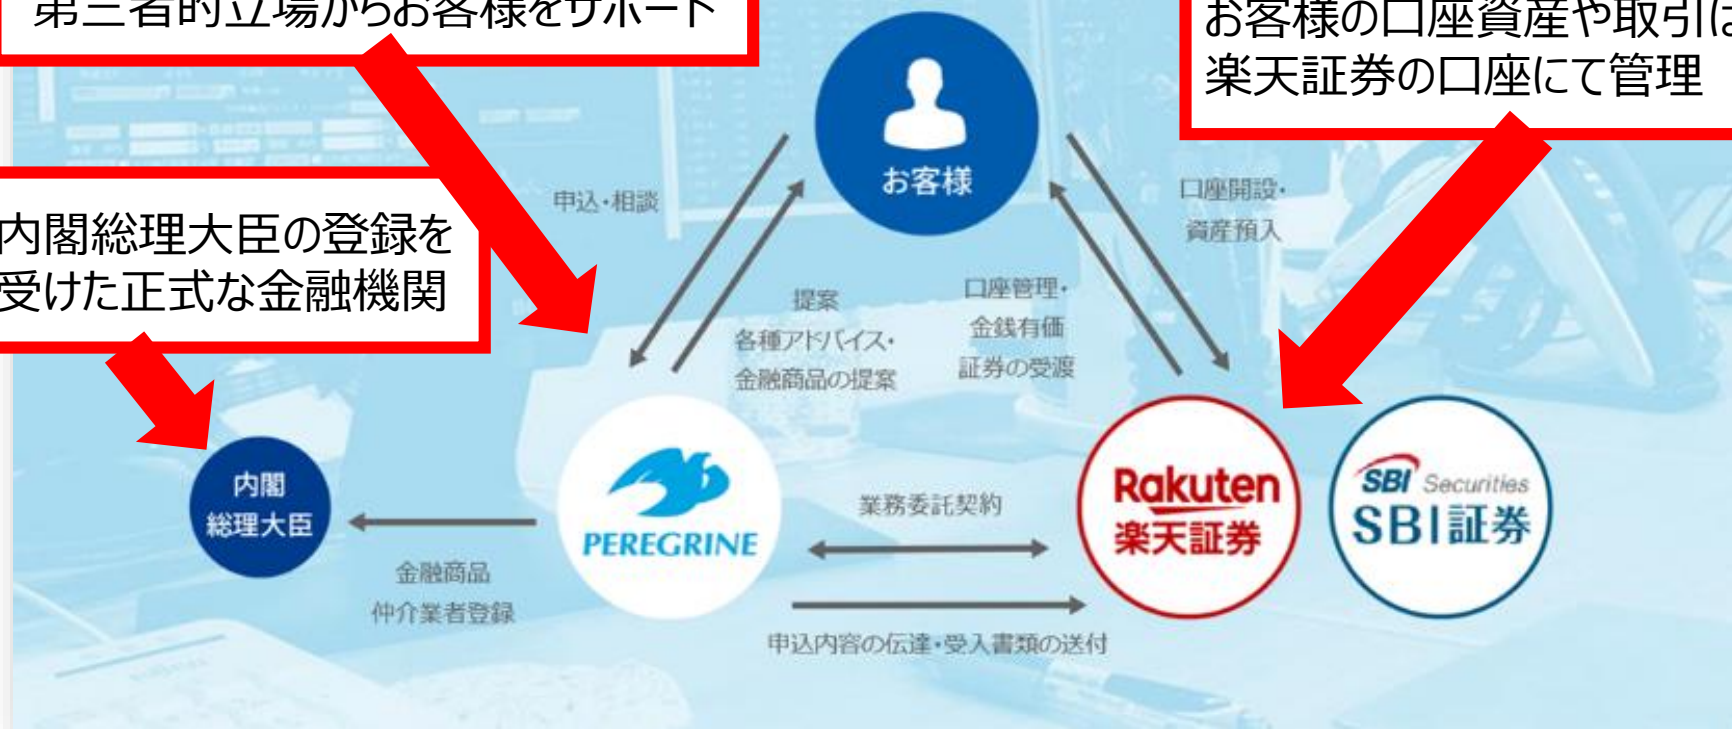 第三者的立場からお客様をサポート
お客様の口座資産や取引は
楽天証券の口座にて管理
内閣総理大臣の登録を
受けた正式な金融機関
お客様
申込・相談
口座開設・
資産預入
提案
各種アドバイス・
金融商品の提案
口座管理・
金銭有価
証券の受渡
内閣
総理大臣
PEREGRINE
業務委託契約
Rakuten
楽天証券
SBI Securities
SBI証券
金融商品
仲介業者登録
申込内容の伝達・受入書類の送付